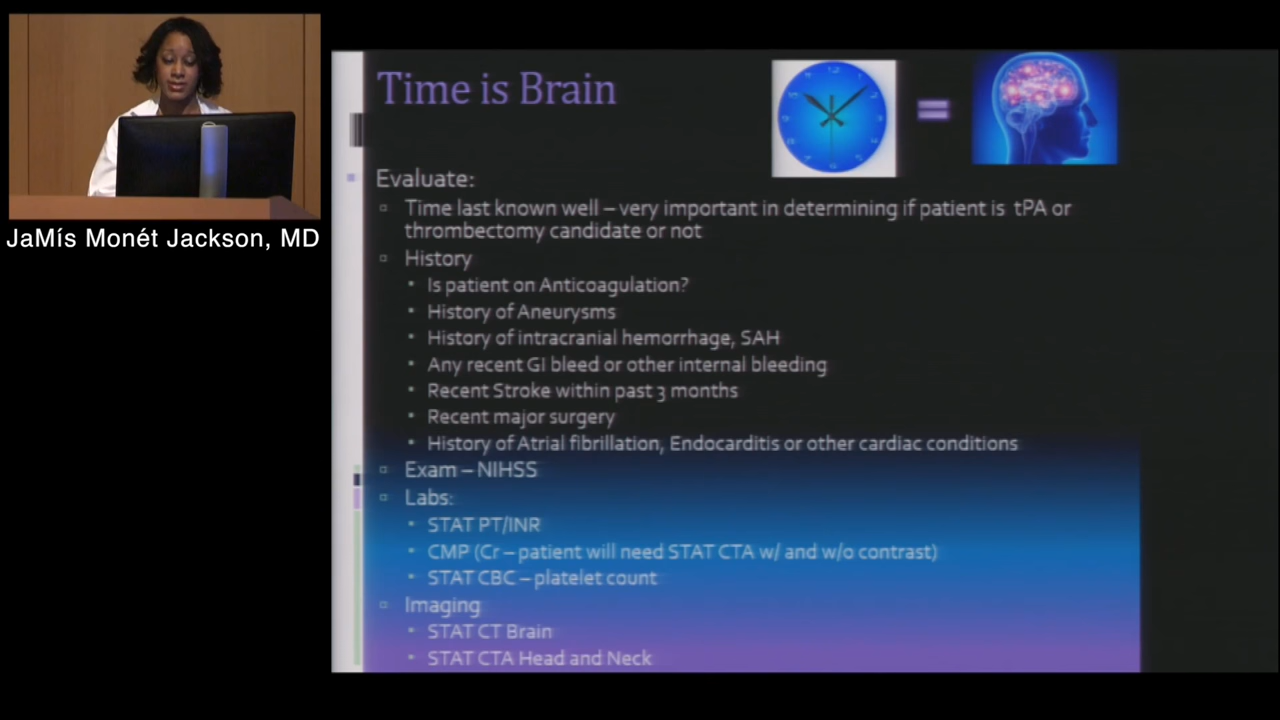 JaMís Monét Jackson, MD
Time is Brain
=
Evaluate:
Time last known well – very important in determining if patient is tPA or
thrombectomy candidate or not
History
Is patient on Anticoagulation?
History of Aneurysms
History of intracranial hemorrhage, SAH
Any recent GI bleed or other internal bleeding
Recent Stroke within past 3 months
Recent major surgery
History of Atrial fibrillation, Endocarditis or other cardiac conditions
Exam – NIHSS
Labs:
STAT PT/INR
CMP (Cr – patient will need STAT CTA w/ and w/o contrast)
STAT CBC – platelet count
Imaging
STAT CT Brain
STAT CTA Head and Neck